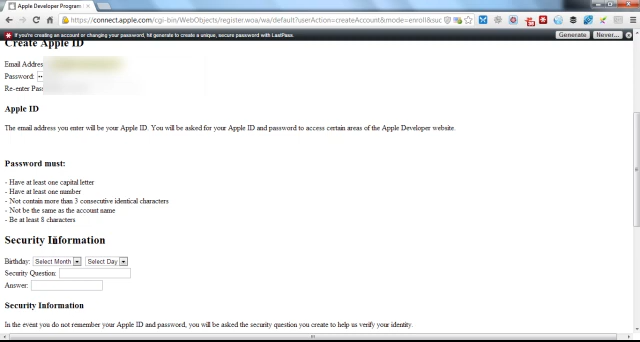 Apple Developer Program
https://connect.apple.com/cgi-bin/WebObjects/register.woa/wa/default?userAction=createAccount&mode=enroll&suc
If you're creating an account or changing your password, hit generate to create a unique, secure password with LastPass.
Generate
Never...
Create Apple ID
Email Addres
Password:
Re-enter Pas
Apple ID
The email address you enter will be your Apple ID. You will be asked for your Apple ID and password to access certain areas of the Apple Developer website.
Password must:
- Have at least one capital letter
- Have at least one number
- Not contain more than 3 consecutive identical characters
- Not be the same as the account name
- Be at least 8 characters
Security Information
Birthday: Select Month Select Day
Security Question:
Answer:
Security Information
In the event you do not remember your Apple ID and password, you will be asked the security question you create to help us verify your identity.